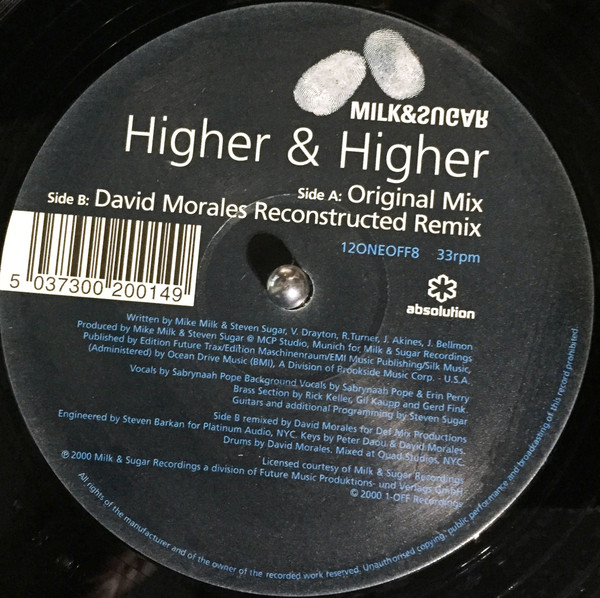 MILK&SUGAR
Higher & Higher
Side A: Original Mix
Side B: David Morales Reconstructed Remix
12ONEOFF8 33rpm
5 037300 200149
absolution
Written by Mike Milk & Steven Sugar, V. Drayton, R.Turner, J. Akines, J. Bellmon
Produced by Mike Milk & Steven Sugar @ MCP Studio, Munich for Milk & Sugar Recordings
Published by Edition Future Trax/Edition Maschinenraum/EMI Music Publishing/Silk Music,
(Administered) by Ocean Drive Music (BMI), A Division of Prookside Music Corp. - U.S.A.
Vocals by Sabrynaah Pope Background Vocals by Sabrynaah Pope & Erin Perry
Brass Section by Rick Keller, Gil Kaupp and Gerd Fink.
Guitars and additional Programming by Steven Sugar
Side B remixed by David Morales for Def Mix Productions
Engineered by Steven Barkan for Platinum Audio, NYC. Keys by Peter Daou & David Morales.
Drums by David Morales. Mixed at Quad Studios, NYC.
Licensed courtesy of Milk & Sugar Recordings
℗ 2000 Milk & Sugar Recordings a division of Future Music Produktions- und Verlags GmbH
© 2000 1-OFF Recordings
All rights of the manufacturer and of the owner of the recorded work reserved. Unauthorised copying, public performance and broadcasting of this record prohibited.